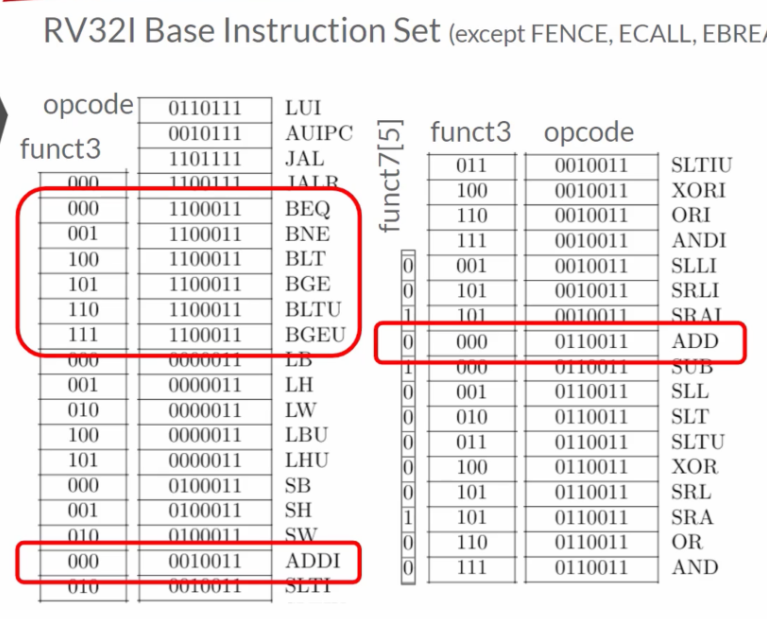 RV32I Base Instruction Set (except FENCE, ECALL, EBREA
opcode 0110111 LUI
0010111 AUIPC
funct3
1101111 JAL
000 1100111 JALR
000 1100011 BEQ
001 1100011 BNE
100 1100011 BLT
101 1100011 BGE
110 1100011 BLTU
111 1100011 BGEU
000 0000011 LB
001 0000011 LH
010 0000011 LW
100 0000011 LBU
101 0000011 LHU
000 0100011 SB
001 0100011 SH
010 0100011 SW
000 0010011 ADDI
010 0010011 SLTI
funct7[5]
funct3 opcode
011 0010011 SLTIU
100 0010011 XORI
110 0010011 ORI
111 0010011 ANDI
0 001 0010011 SLLI
0 101 0010011 SRLI
1 101 0010011 SRAI
0 000 0110011 ADD
1 000 0110011 SUB
0 001 0110011 SLL
0 010 0110011 SLT
0 011 0110011 SLTU
0 100 0110011 XOR
0 101 0110011 SRL
1 101 0110011 SRA
0 110 0110011 OR
0 111 0110011 AND